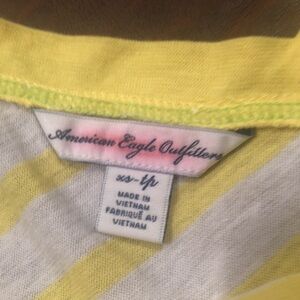 American Eagle Outfitters
xs-tp
MADE IN
VIETNAM
FABRIQUÉ AU
VIETNAM